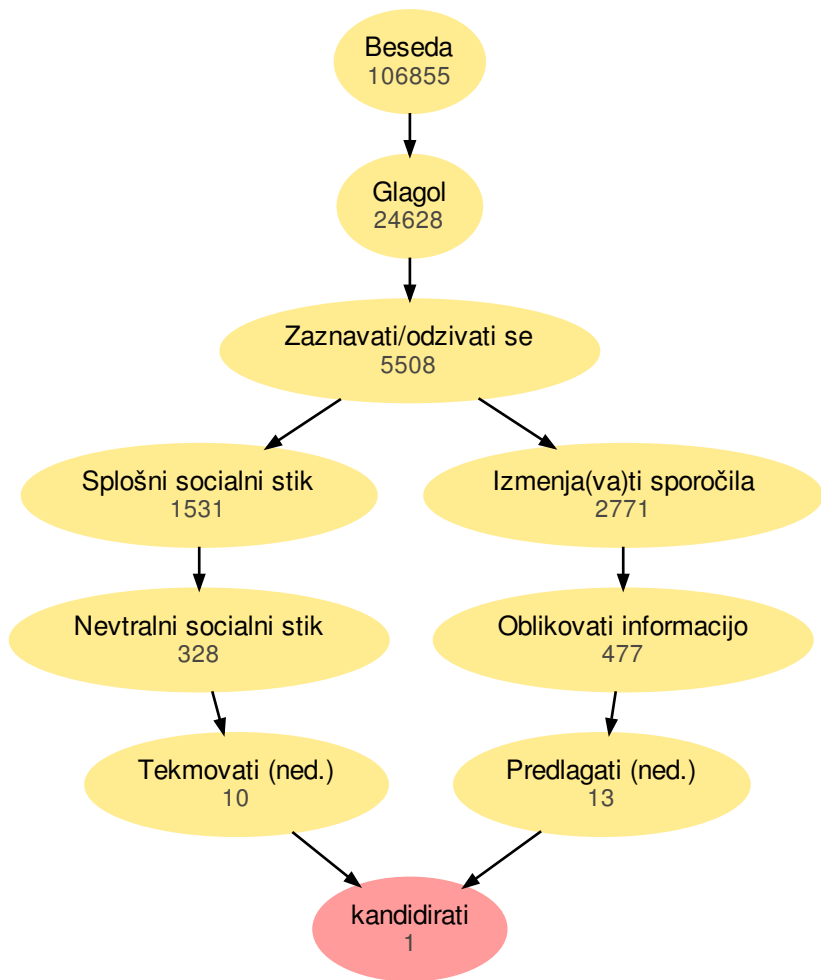 Beseda
106855
Glagol
24628
Zaznavati/odzivati se
5508
Splošni socialni stik
1531
Izmenja(va)ti sporočila
2771
Nevtralni socialni stik
328
Oblikovati informacijo
477
Tekmovati (ned.)
10
Predlagati (ned.)
13
kandidirati
1